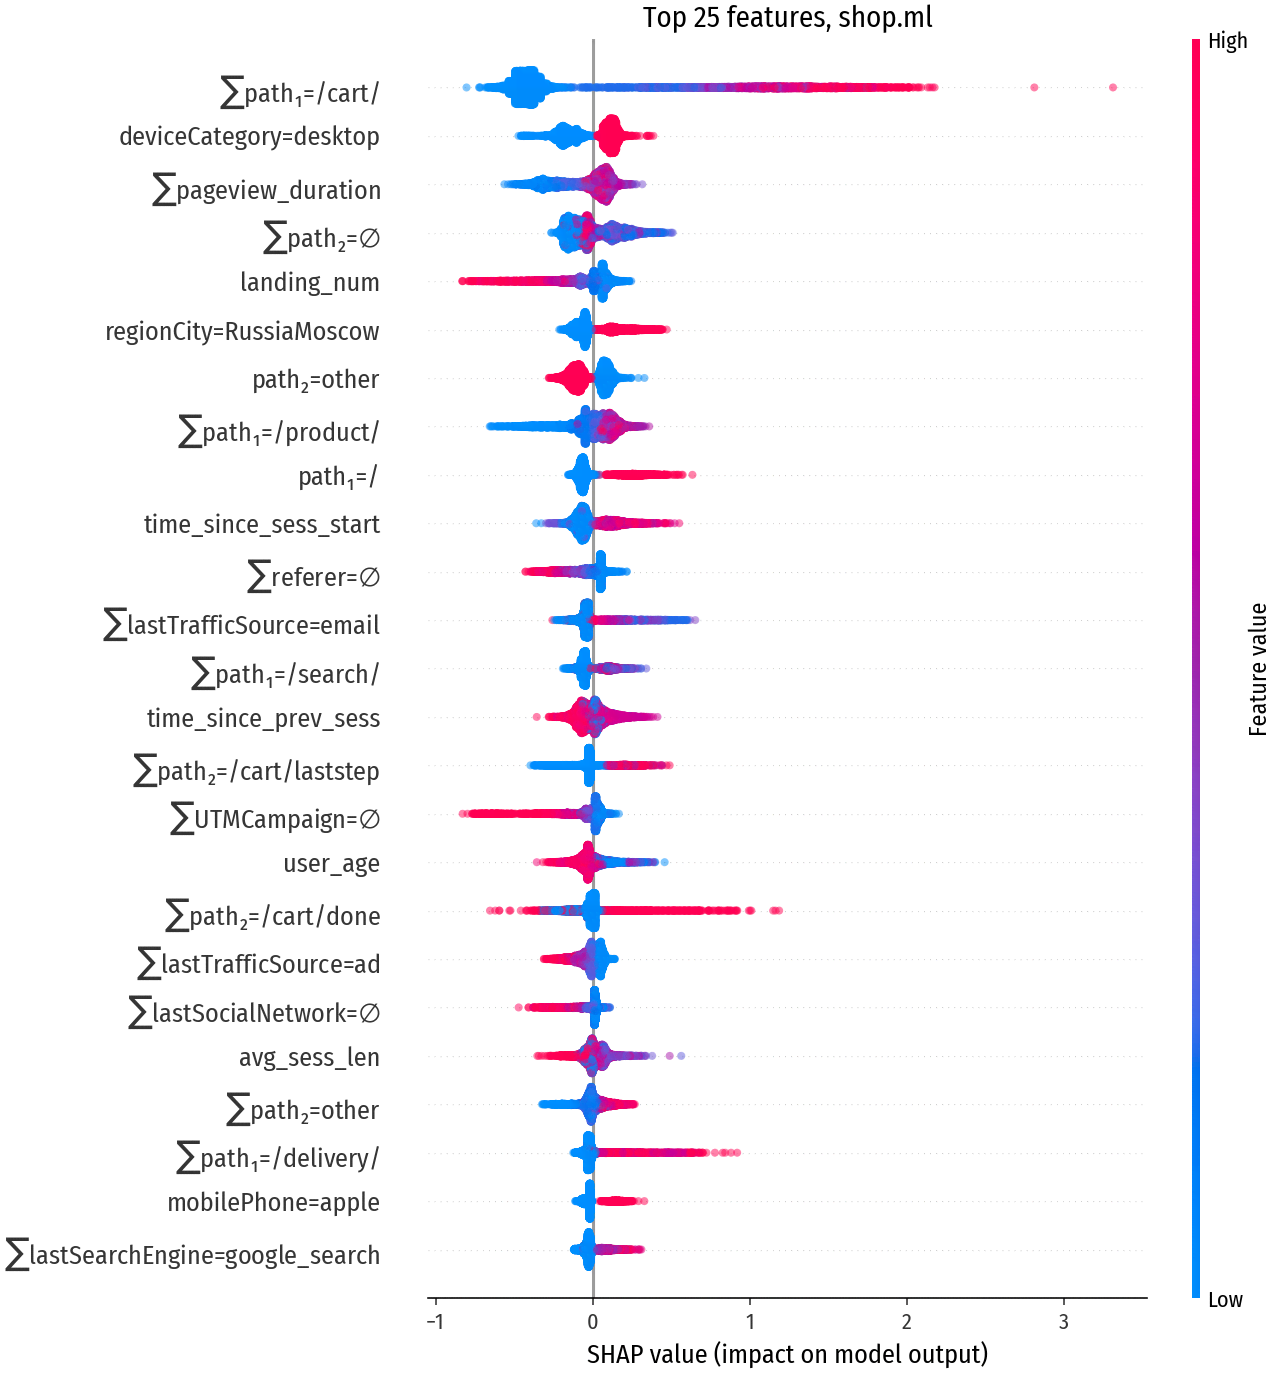 Top 25 features, shop.ml
High
∑path₁=/cart/
deviceCategory=desktop
∑pageview_duration
∑path₂=∅
landing_num
regionCity=RussiaMoscow
path₂=other
∑path₁=/product/
path₁=/
time_since_sess_start
∑referer=∅
∑lastTrafficSource=email
∑path₁=/search/
time_since_prev_sess
∑path₂=/cart/laststep
∑UTMCampaign=∅
user_age
∑path₂=/cart/done
∑lastTrafficSource=ad
∑lastSocialNetwork=∅
avg_sess_len
∑path₂=other
∑path₁=/delivery/
mobilePhone=apple
∑lastSearchEngine=google_search
Feature value
Low
−1 0 1 2 3
SHAP value (impact on model output)